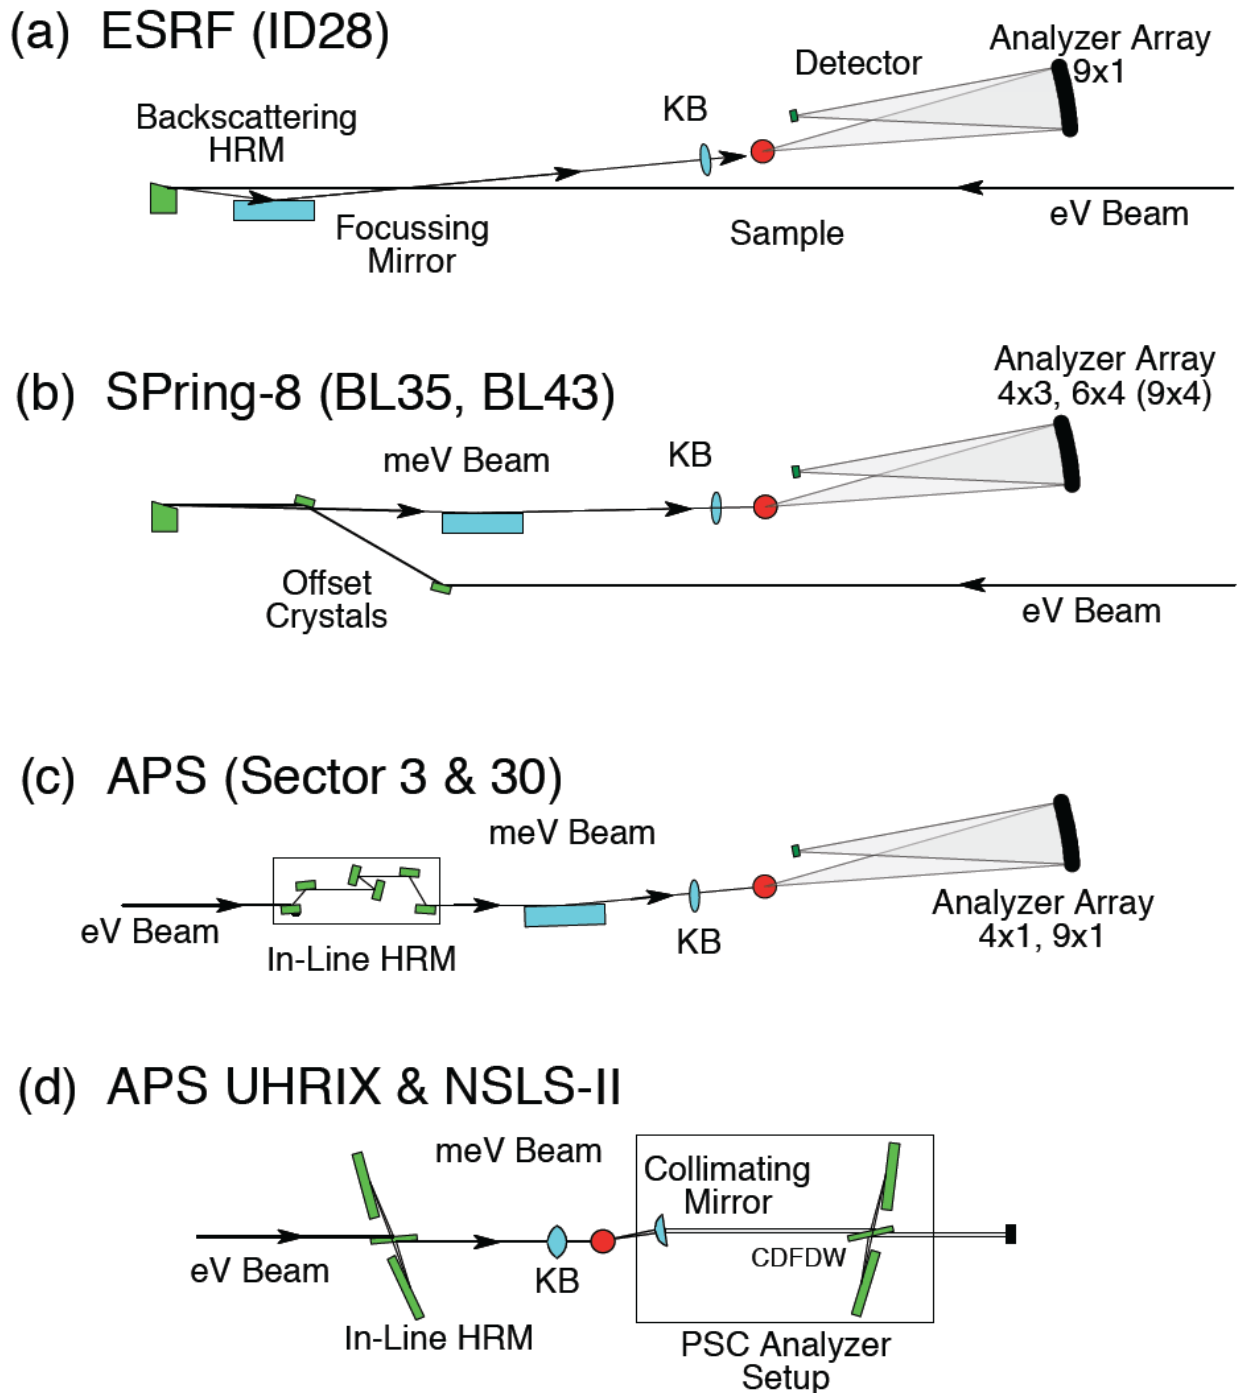 (a) ESRF (ID28)
Analyzer Array
9x1
Detector
KB
Backscattering
HRM
Focussing
Mirror
Sample
eV Beam
(b) SPring-8 (BL35, BL43)
Analyzer Array
4x3, 6x4 (9x4)
meV Beam
KB
Offset
Crystals
eV Beam
(c) APS (Sector 3 & 30)
meV Beam
eV Beam
In-Line HRM
KB
Analyzer Array
4x1, 9x1
(d) APS UHRIX & NSLS-II
meV Beam
Collimating
Mirror
eV Beam
KB
CDFDW
In-Line HRM
PSC Analyzer
Setup